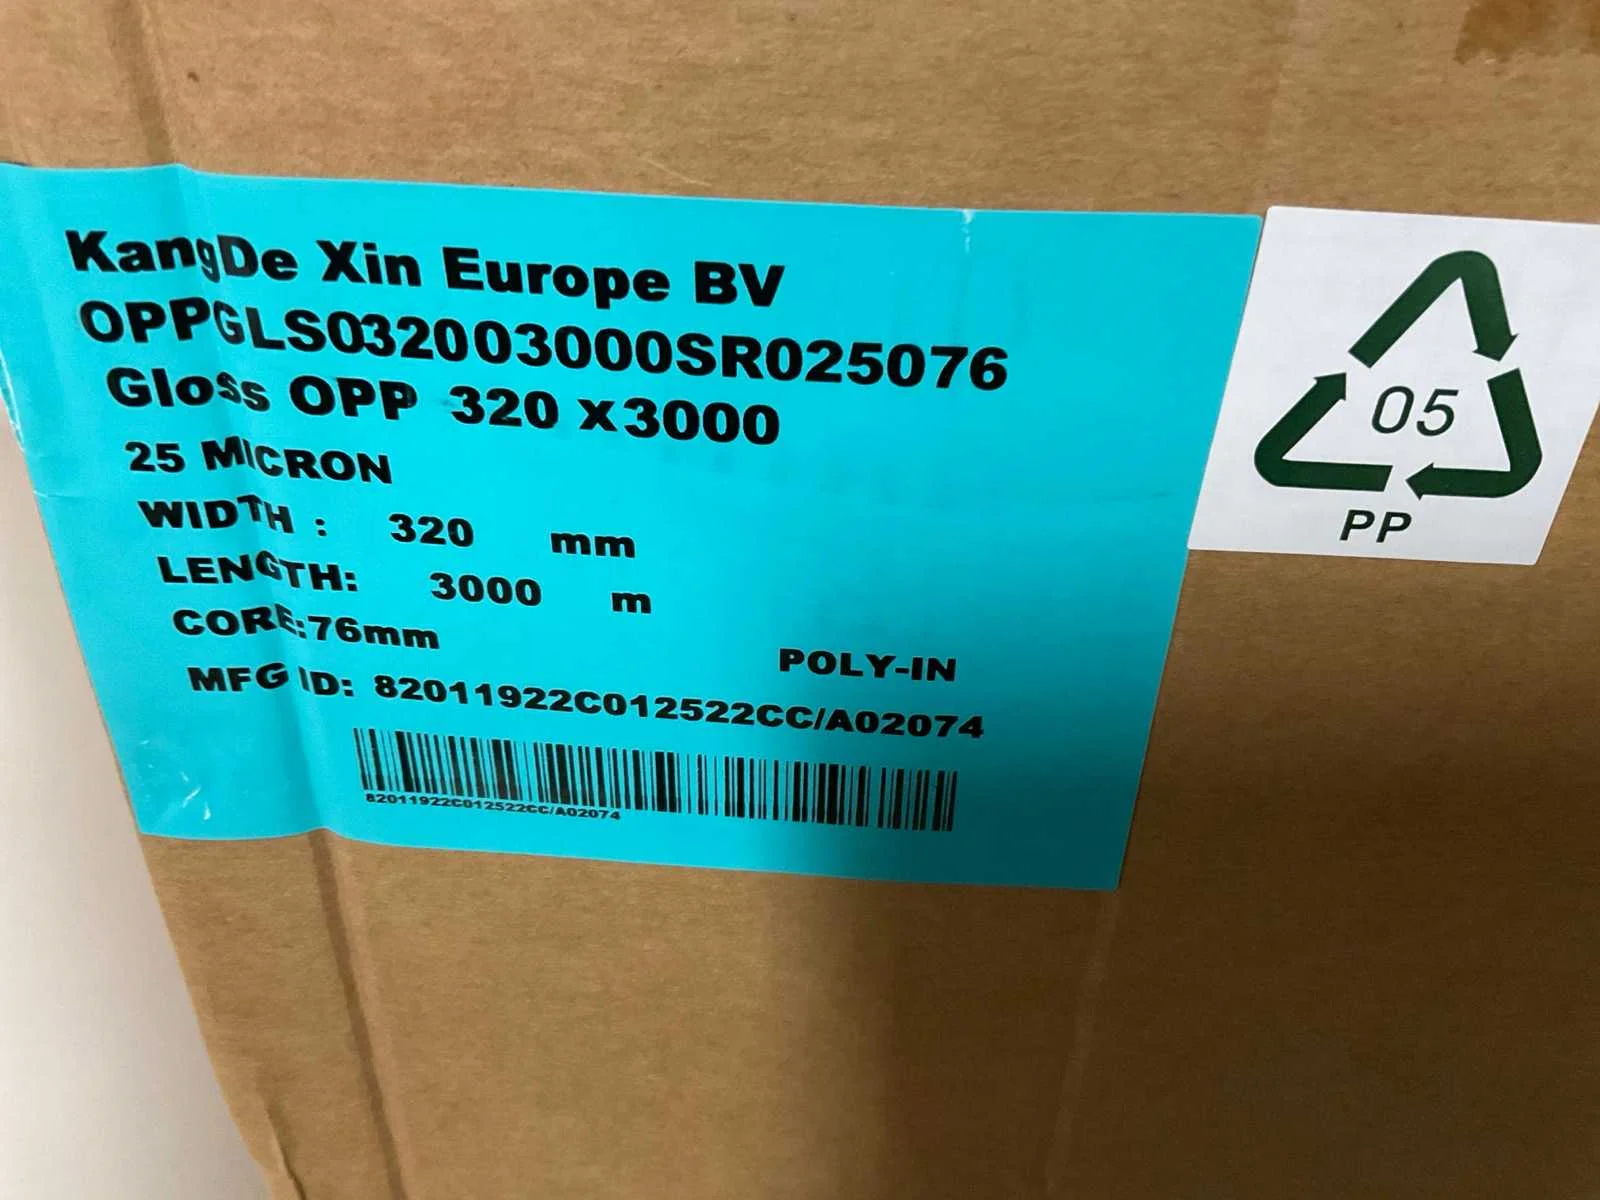 KangDe Xin Europe BV
OPPGLS032003000SR025076
Gloss OPP 320 x3000
25 MICRON
WIDTH : 320 mm
LENGTH: 3000 m
CORE:76mm
POLY-IN
MFG ID: 82011922C012522CC/A02074
82011922C012522CC/A02074
05
PP